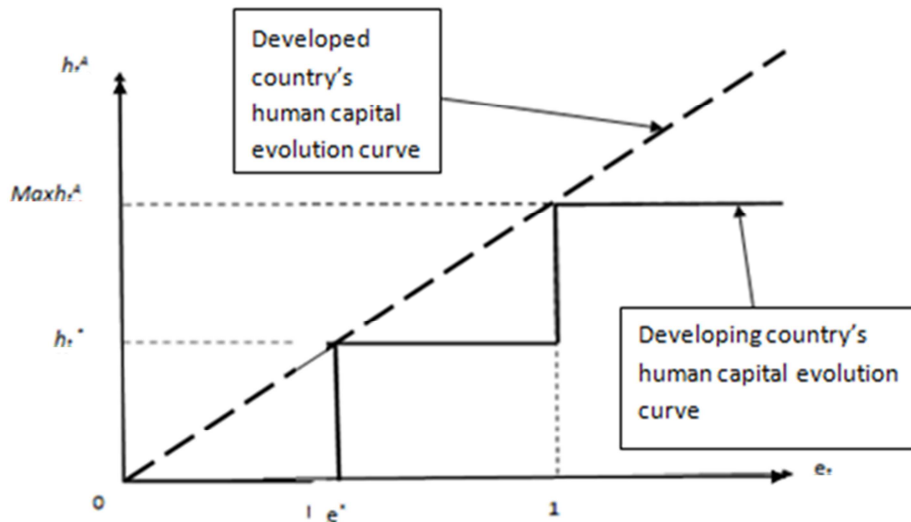 Developed
country's
human capital
evolution curve
hₜᴬ
Maxhₜᴬ
hₜ*
Developing country's
human capital evolution
curve
0
e*
1
eₜ